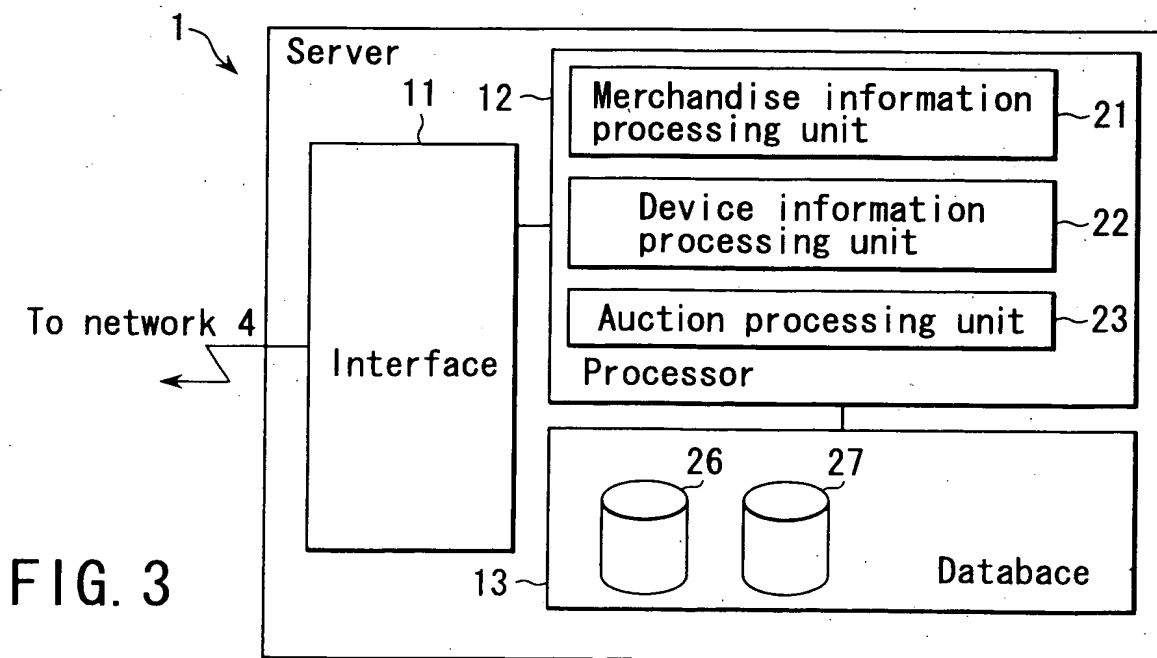 1
Server
11
12
Merchandise information
processing unit
21
Device information
processing unit
22
Auction processing unit
23
To network 4
Interface
Processor
26
27
13
Databace
FIG. 3